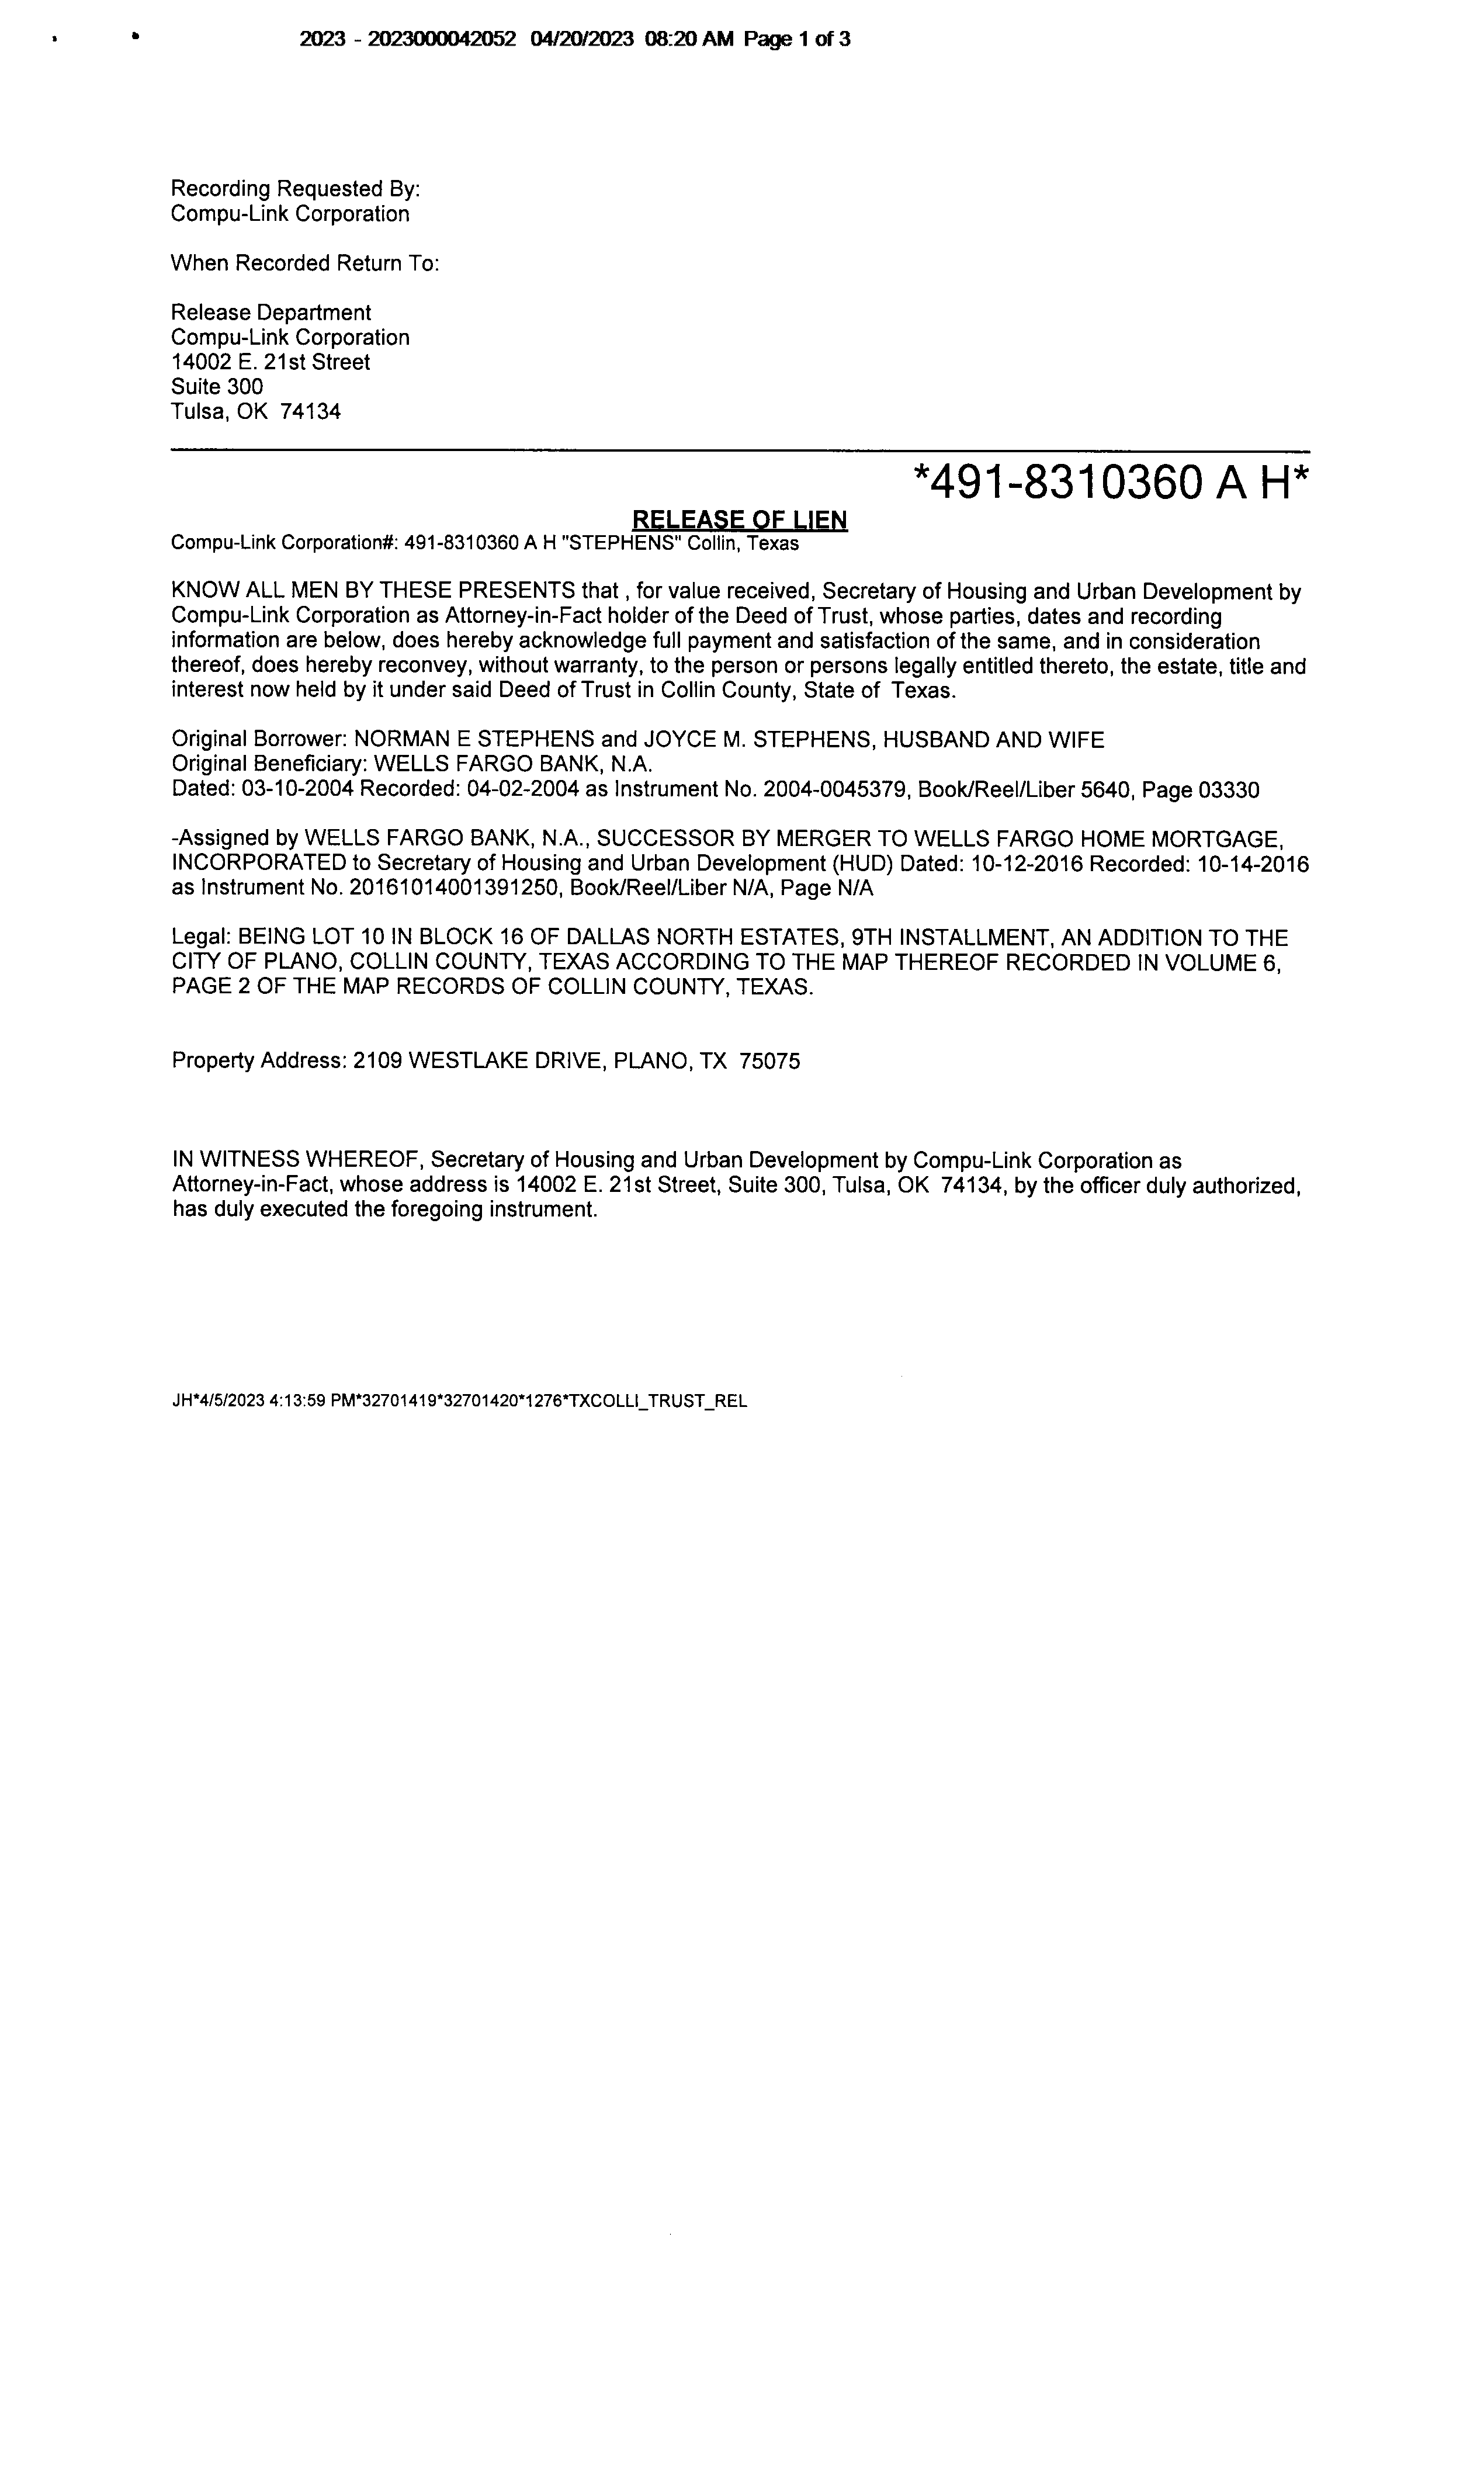 2023 - 2023000042052 04/20/2023 08:20 AM Page 1 of 3
Recording Requested By:
Compu-Link Corporation
When Recorded Return To:
Release Department
Compu-Link Corporation
14002 E. 21st Street
Suite 300
Tulsa, OK 74134
*491-8310360 A H*
RELEASE OF LIEN
Compu-Link Corporation#: 491-8310360 A H "STEPHENS" Collin, Texas
KNOW ALL MEN BY THESE PRESENTS that , for value received, Secretary of Housing and Urban Development by
Compu-Link Corporation as Attorney-in-Fact holder of the Deed of Trust, whose parties, dates and recording
information are below, does hereby acknowledge full payment and satisfaction of the same, and in consideration
thereof, does hereby reconvey, without warranty, to the person or persons legally entitled thereto, the estate, title and
interest now held by it under said Deed of Trust in Collin County, State of Texas.
Original Borrower: NORMAN E STEPHENS and JOYCE M. STEPHENS, HUSBAND AND WIFE
Original Beneficiary: WELLS FARGO BANK, N.A.
Dated: 03-10-2004 Recorded: 04-02-2004 as Instrument No. 2004-0045379, Book/Reel/Liber 5640, Page 03330
-Assigned by WELLS FARGO BANK, N.A., SUCCESSOR BY MERGER TO WELLS FARGO HOME MORTGAGE,
INCORPORATED to Secretary of Housing and Urban Development (HUD) Dated: 10-12-2016 Recorded: 10-14-2016
as Instrument No. 20161014001391250, Book/Reel/Liber N/A, Page N/A
Legal: BEING LOT 10 IN BLOCK 16 OF DALLAS NORTH ESTATES, 9TH INSTALLMENT, AN ADDITION TO THE
CITY OF PLANO, COLLIN COUNTY, TEXAS ACCORDING TO THE MAP THEREOF RECORDED IN VOLUME 6,
PAGE 2 OF THE MAP RECORDS OF COLLIN COUNTY, TEXAS.
Property Address: 2109 WESTLAKE DRIVE, PLANO, TX 75075
IN WITNESS WHEREOF, Secretary of Housing and Urban Development by Compu-Link Corporation as
Attorney-in-Fact, whose address is 14002 E. 21st Street, Suite 300, Tulsa, OK 74134, by the officer duly authorized,
has duly executed the foregoing instrument.
JH*4/5/2023 4:13:59 PM*32701419*32701420*1276*TXCOLLI_TRUST_REL